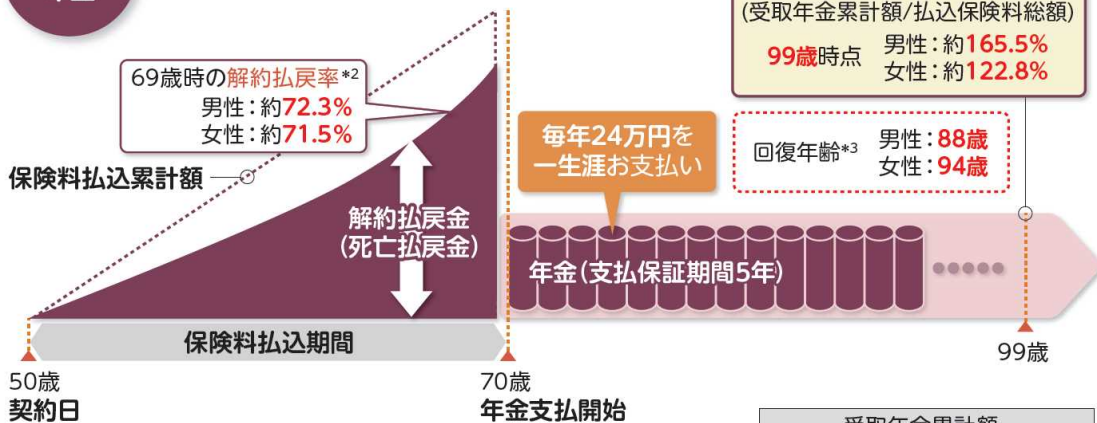 (受取年金累計額/払込保険料総額)
99歳時点
男性：約165.5%
女性：約122.8%
69歳時の解約払戻率*2
男性：約72.3%
女性：約71.5%
毎年24万円を
一生涯お支払い
回復年齢*3
男性：88歳
女性：94歳
保険料払込累計額
解約払戻金
(死亡払戻金)
年金(支払保証期間5年)
保険料払込期間
99歳
50歳
契約日
70歳
年金支払開始
受取年金累計額